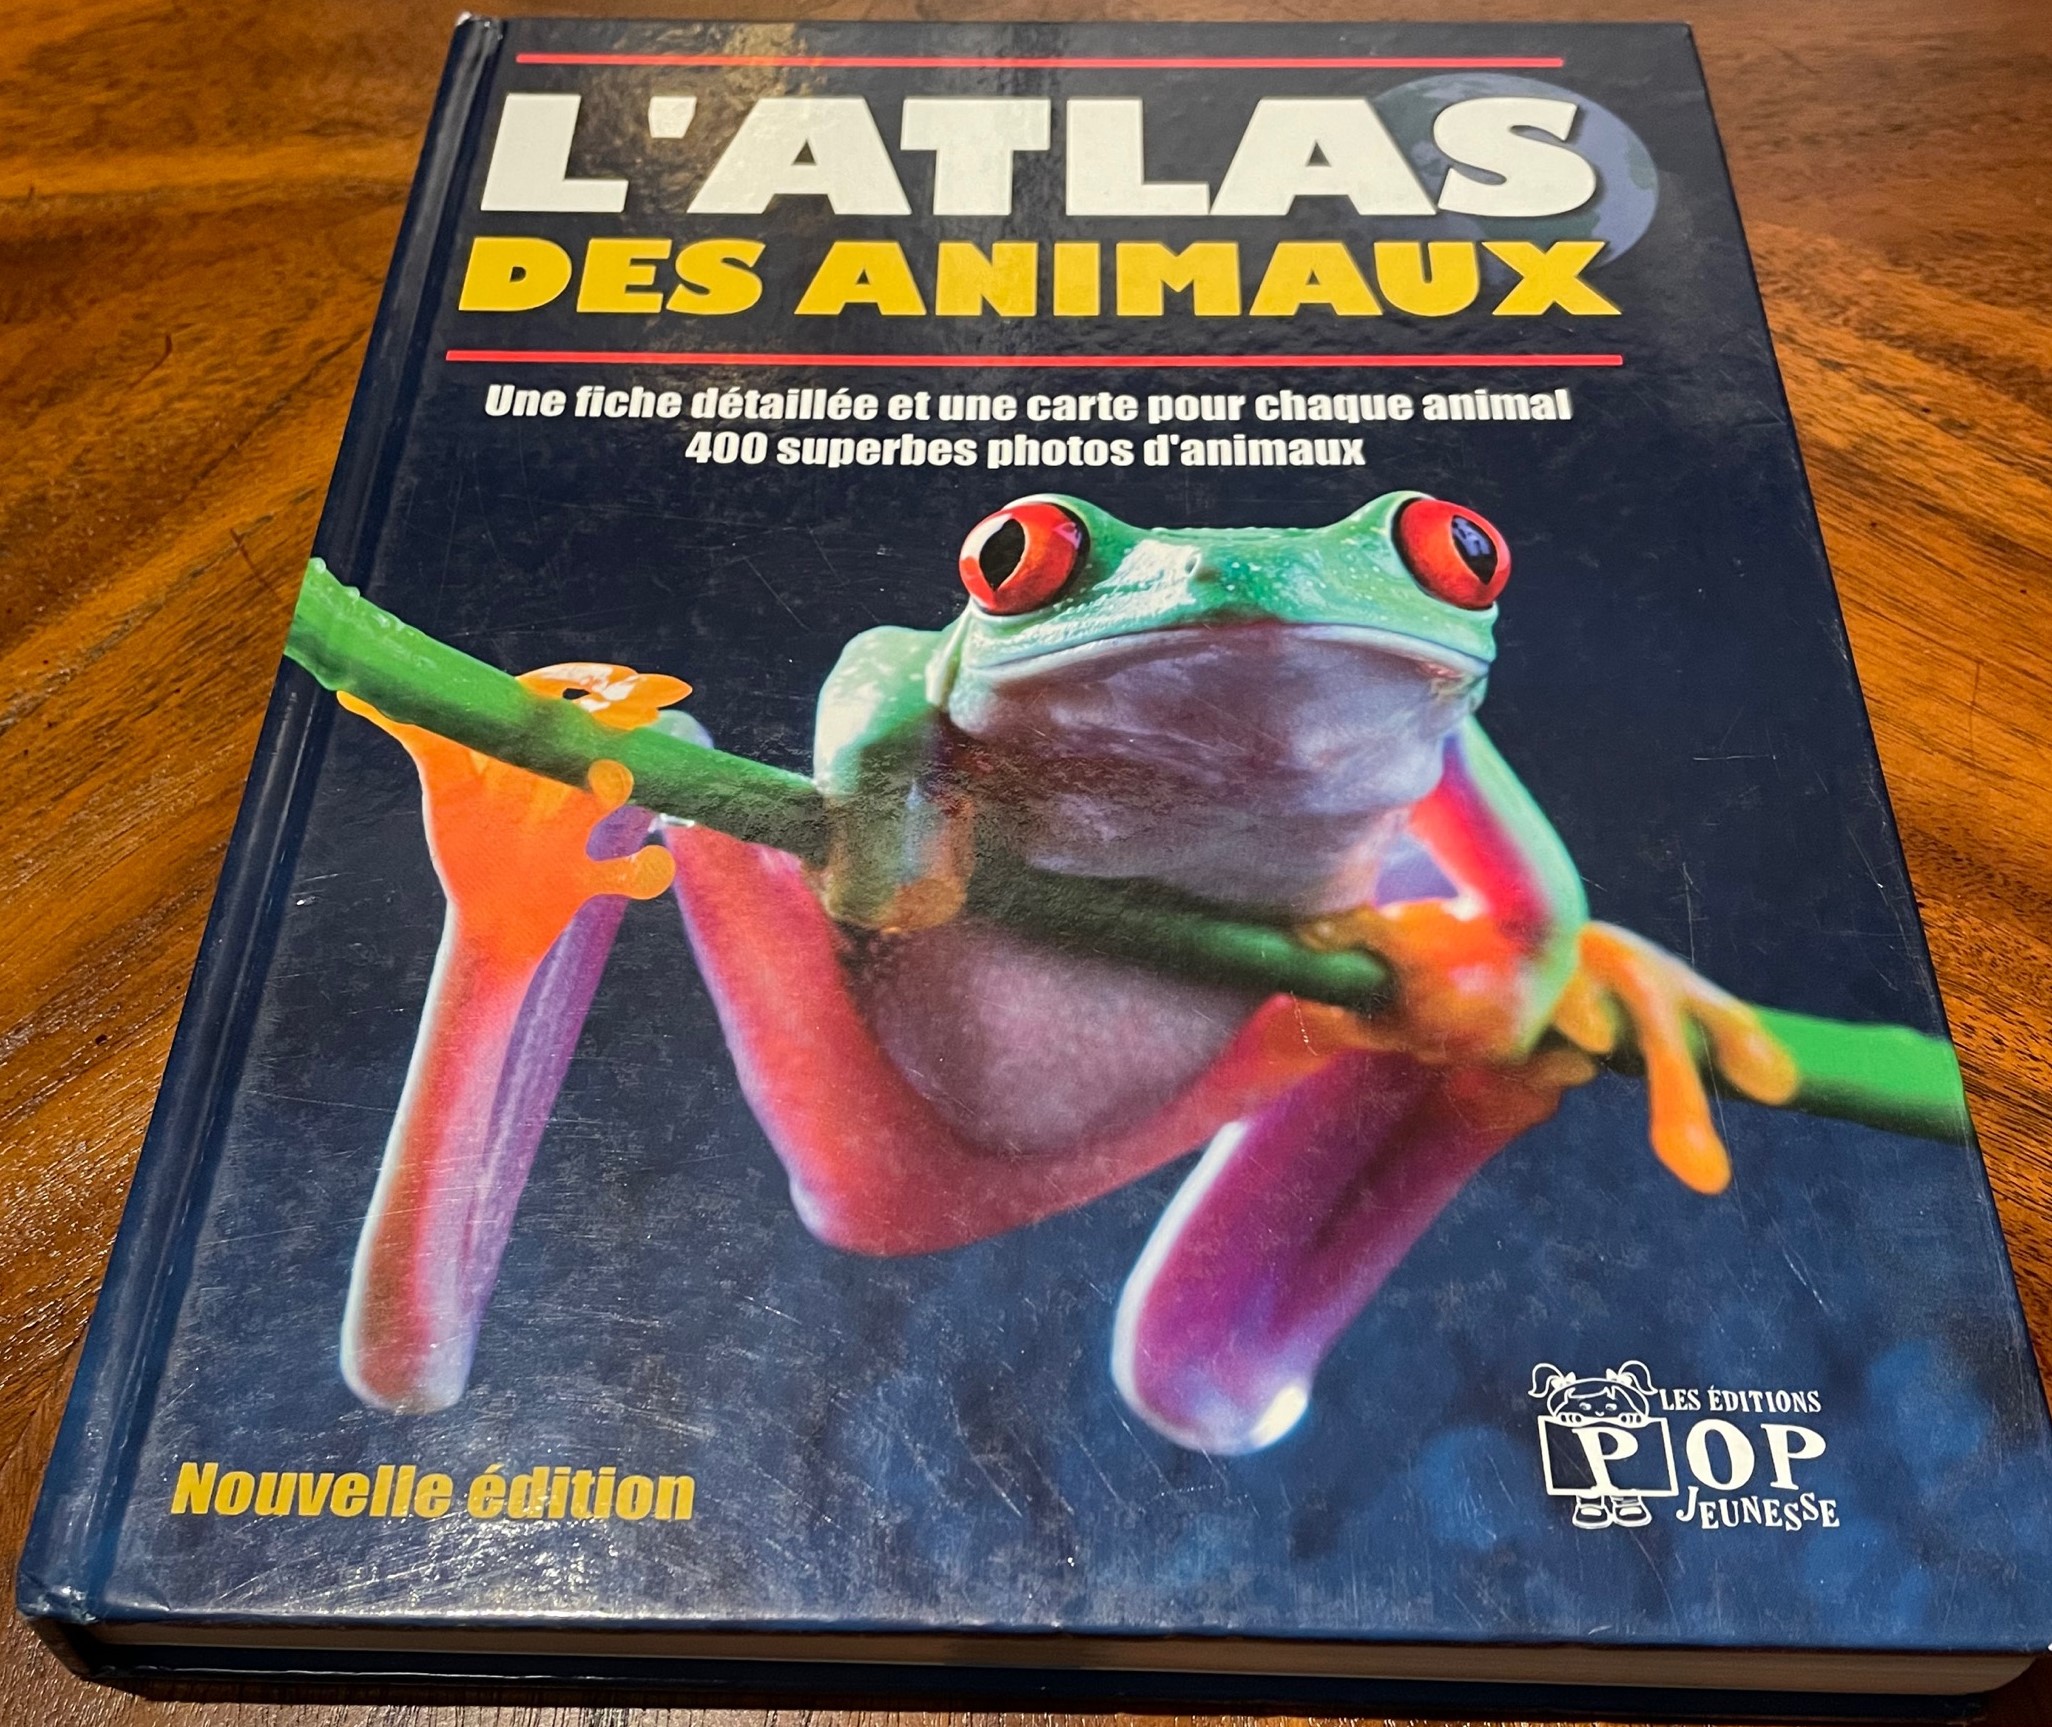 L'ATLAS
DES ANIMAUX
Une fiche détaillée et une carte pour chaque animal
400 superbes photos d'animaux
Nouvelle édition
LES ÉDITIONS
POP
JEUNESSE